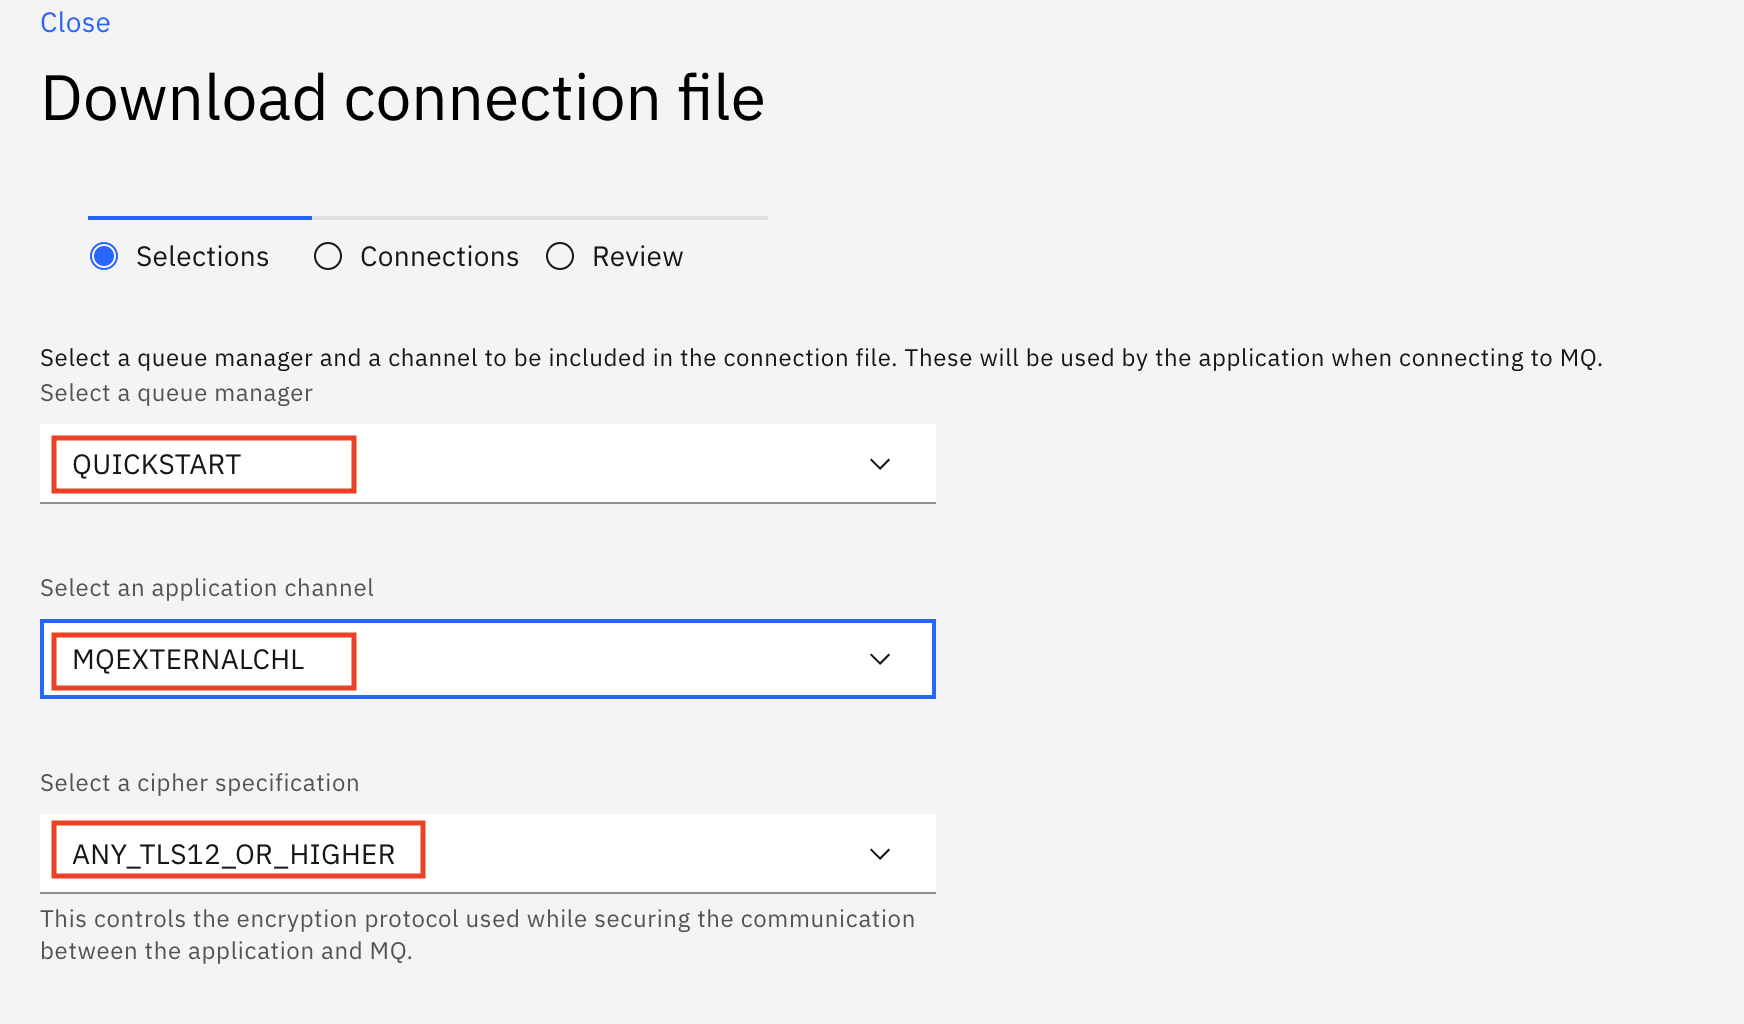 Close
Download connection file
Selections Connections Review
Select a queue manager and a channel to be included in the connection file. These will be used by the application when connecting to MQ.
Select a queue manager
QUICKSTART
Select an application channel
MQEXTERNALCHL
Select a cipher specification
ANY_TLS12_OR_HIGHER
This controls the encryption protocol used while securing the communication
between the application and MQ.